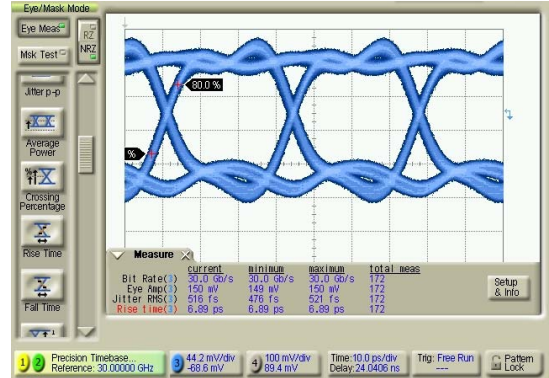 Eye/Mask Mode
Eye Meas
RZ
NRZ
Msk Test
Jitter p-p
Average
Power
Crossing
Percentage
Rise Time
Fall Time
80.0 %
%
Measure
current minimum maximum total meas
Bit Rate(3) 30.0 Gb/s 30.0 Gb/s 30.0 Gb/s 172
Eye Amp(3) 150 mV 149 mV 150 mV 172
Jitter RMS(3) 516 fs 476 fs 521 fs 172
Rise time(3) 6.89 ps 6.89 ps 6.89 ps 172
Setup
& Info
1 2 Precision Timebase...
Reference: 30.00000 GHz
3 44.2 mV/div
-68.6 mV/
4 100 mV/div
89.4 mV
Time:10.0 ps/div
Delay:24.0406 ns
Trig: Free Run
---
Pattern
Lock